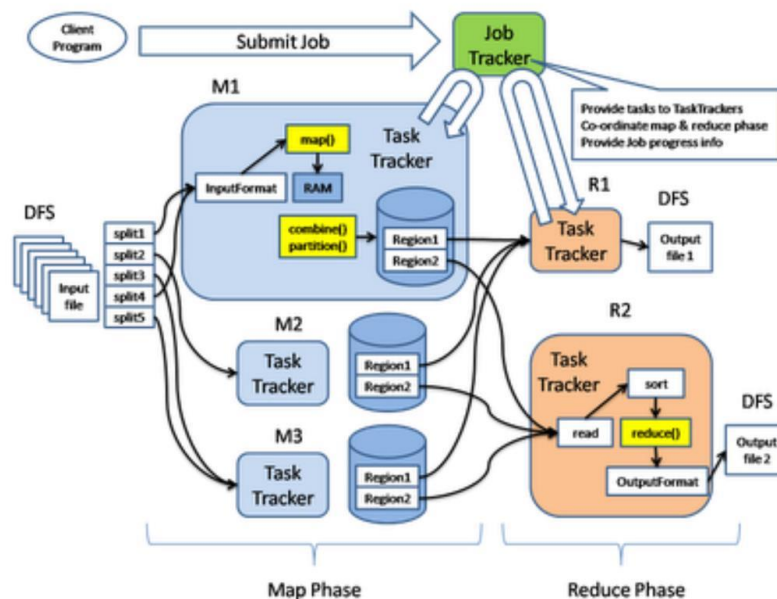 Client
Program
Submit Job
Job
Tracker
Provide tasks to TaskTrackers
Co-ordinate map & reduce phase
Provide Job progress info
M1
Task
Tracker
map()
InputFormat
RAM
combine()
partition()
Region1
Region2
DFS
Input
file
split1
split2
split3
split4
split5
M2
Task
Tracker
Region1
Region2
M3
Task
Tracker
Region1
Region2
R1
Task
Tracker
DFS
Output
file 1
R2
Task
Tracker
sort
read
reduce()
OutputFormat
DFS
Output
file 2
Map Phase
Reduce Phase